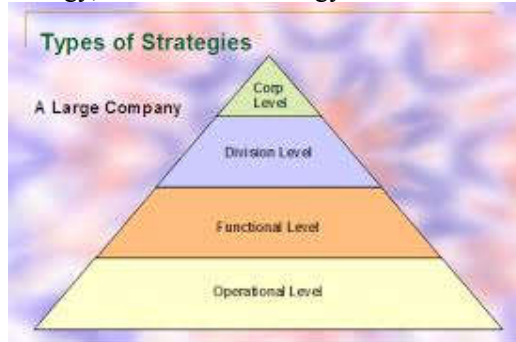 Types of Strategies
A Large Company
Corp
Level
Division Level
Functional Level
Operational Level